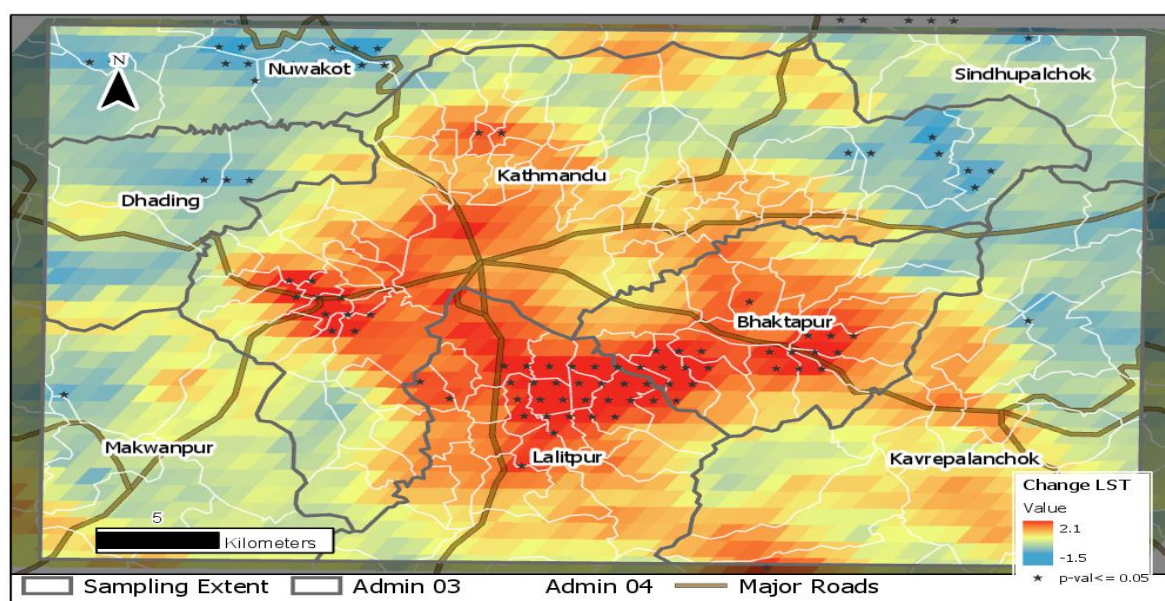 N
Nuwakot
Sindhupalchok
Kathmandu
Dhading
Bhaktapur
Makwanpur
Lalitpur
Kavrepalanchok
5
Kilometers
Change LST
Value
2.1
-1.5
p-val<= 0.05
Sampling Extent Admin 03 Admin 04 Major Roads